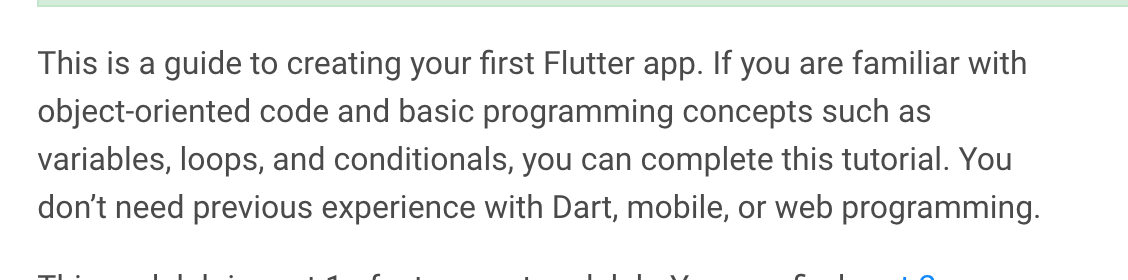 This is a guide to creating your first Flutter app. If you are familiar with
object-oriented code and basic programming concepts such as
variables, loops, and conditionals, you can complete this tutorial. You
don’t need previous experience with Dart, mobile, or web programming.